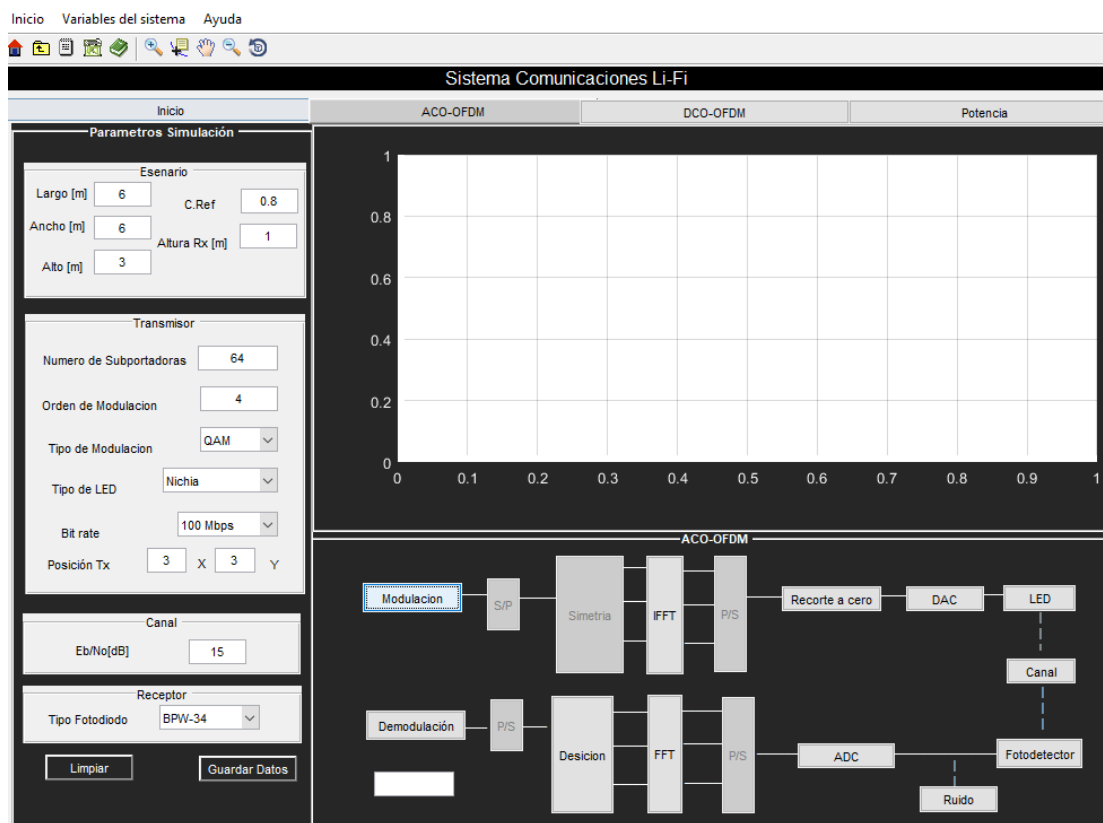 Inicio Variables del sistema Ayuda
Sistema Comunicaciones Li-Fi
Inicio ACO-OFDM DCO-OFDM Potencia
Parametros Simulación
Esenario
Largo [m] 6 C.Ref 0.8
Ancho [m] 6 Altura Rx [m] 1
Alto [m] 3
Transmisor
Numero de Subportadoras 64
Orden de Modulacion 4
Tipo de Modulacion QAM
Tipo de LED Nichia
Bit rate 100 Mbps
Posición Tx 3 X 3 Y
Canal
Eb/No[dB] 15
Receptor
Tipo Fotodiodo BPW-34
Limpiar Guardar Datos
1
0.8
0.6
0.4
0.2
0
0 0.1 0.2 0.3 0.4 0.5 0.6 0.7 0.8 0.9 1
ACO-OFDM
Modulacion S/P Simetria IFFT P/S Recorte a cero DAC LED
Canal
Demodulación P/S Desicion FFT P/S ADC Fotodetector
Ruido